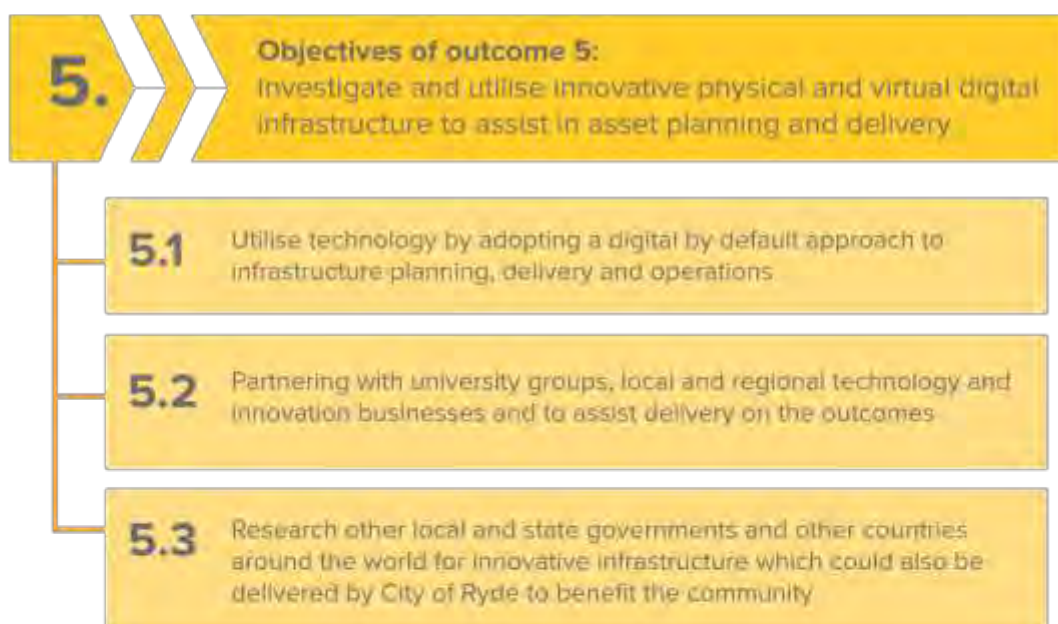 5.
Objectives of outcome 5:
Investigate and utilise innovative physical and virtual digital
infrastructure to assist in asset planning and delivery
5.1
Utilise technology by adopting a digital by default approach to
infrastructure planning, delivery and operations
5.2
Partnering with university groups, local and regional technology and
innovation businesses and to assist delivery on the outcomes
5.3
Research other local and state governments and other countries
around the world for innovative infrastructure which could also be
delivered by City of Ryde to benefit the community